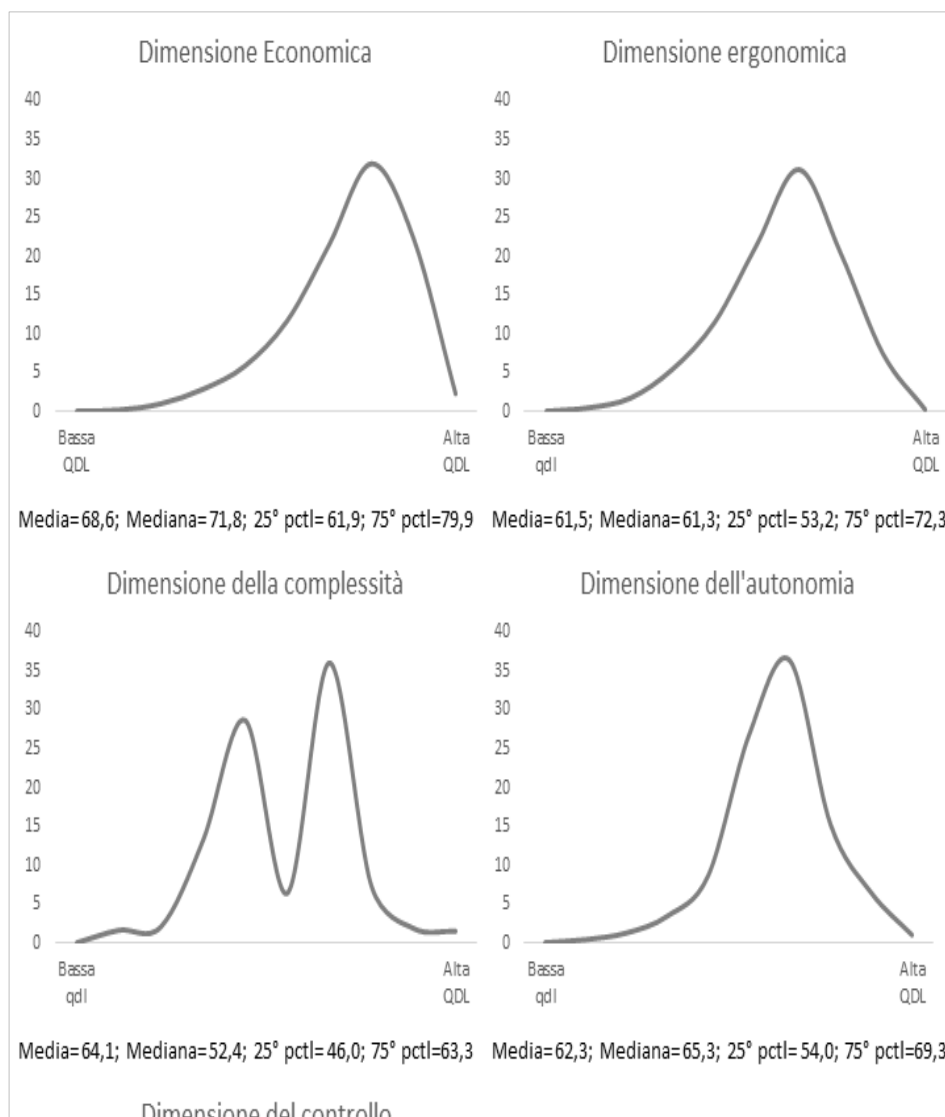 Dimensione Economica
40
35
30
25
20
15
10
5
0
Bassa
QDL
Alta
QDL
Media=68,6; Mediana=71,8; 25° pctl= 61,9; 75° pctl=79,9
Dimensione ergonomica
40
35
30
25
20
15
10
5
0
Bassa
qdl
Alta
QDL
Media=61,5; Mediana=61,3; 25° pctl= 53,2; 75° pctl=72,3
Dimensione della complessità
40
35
30
25
20
15
10
5
0
Bassa
qdl
Alta
QDL
Media=64,1; Mediana=52,4; 25° pctl= 46,0; 75° pctl=63,3
Dimensione dell'autonomia
40
35
30
25
20
15
10
5
0
Bassa
qdl
Alta
QDL
Media=62,3; Mediana=65,3; 25° pctl= 54,0; 75° pctl=69,3
Dimensione del controllo